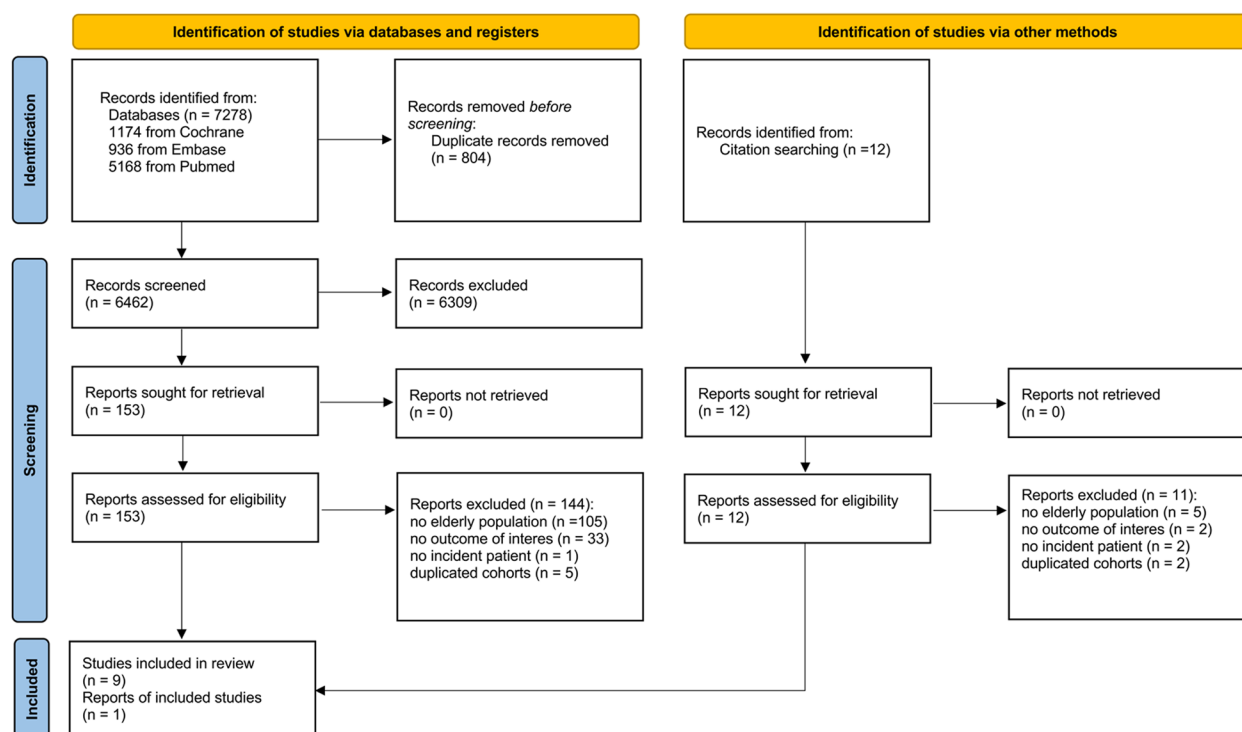 Identification of studies via databases and registers
Identification of studies via other methods
Identification
Records identified from:
Databases (n = 7278)
1174 from Cochrane
936 from Embase
5168 from Pubmed
Records removed before
screening:
Duplicate records removed
(n = 804)
Records identified from:
Citation searching (n =12)
Screening
Records screened
(n = 6462)
Records excluded
(n = 6309)
Reports sought for retrieval
(n = 153)
Reports not retrieved
(n = 0)
Reports sought for retrieval
(n = 12)
Reports not retrieved
(n = 0)
Reports assessed for eligibility
(n = 153)
Reports excluded (n = 144):
no elderly population (n =105)
no outcome of interes (n = 33)
no incident patient (n = 1)
duplicated cohorts (n = 5)
Reports assessed for eligibility
(n = 12)
Reports excluded (n = 11):
no elderly population (n = 5)
no outcome of interes (n = 2)
no incident patient (n = 2)
duplicated cohorts (n = 2)
Included
Studies included in review
(n = 9)
Reports of included studies
(n = 1)